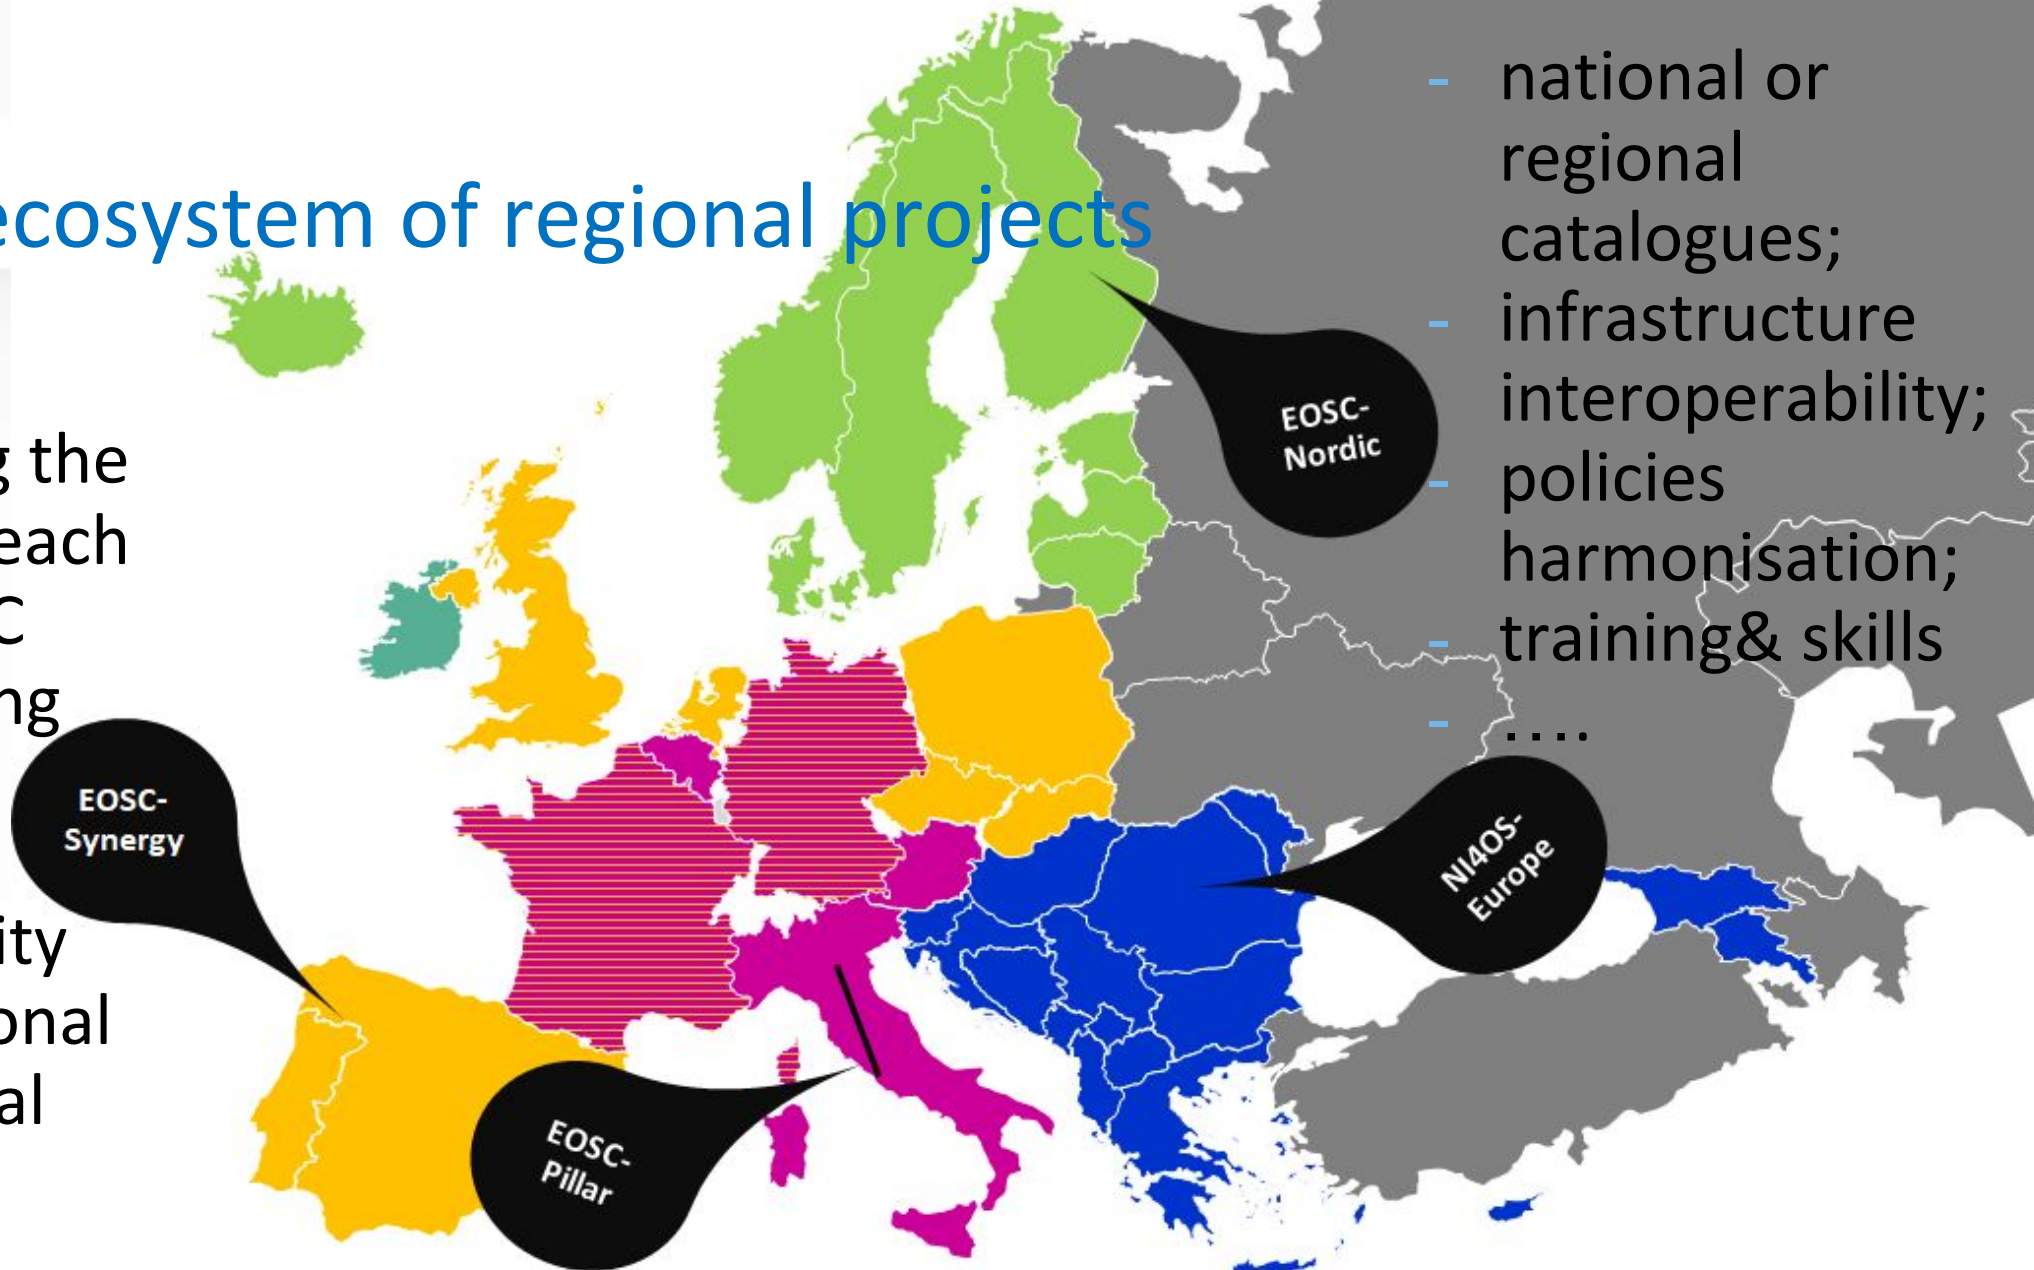 ecosystem of regional projects
g the
each
C
ng
ity
onal
al
- national or
regional
catalogues;
- infrastructure
interoperability;
- policies
harmonisation;
- training& skills
- ....
EOSC-
Nordic
EOSC-
Synergy
NI4OS-
Europe
EOSC-
Pillar